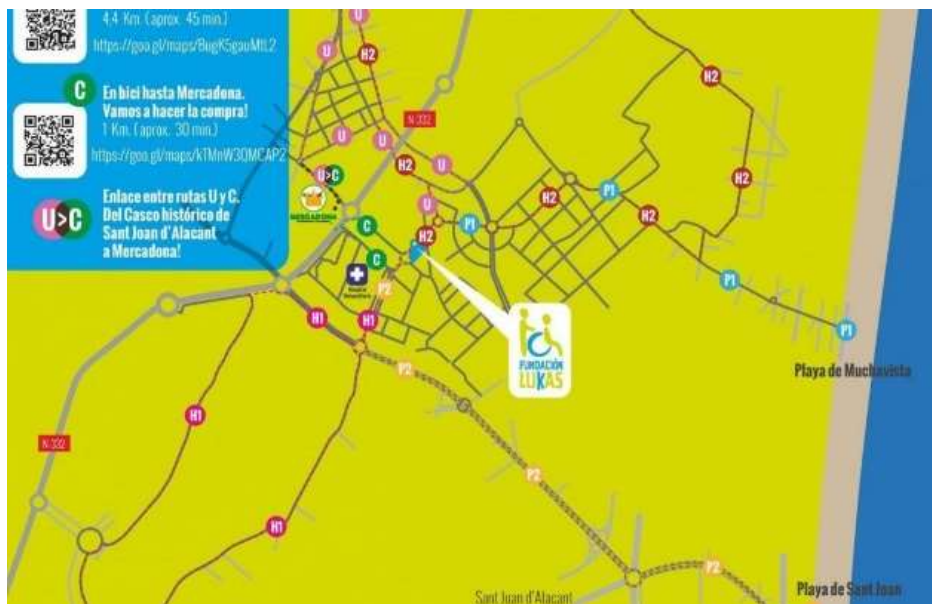 4,4 Km. (aprox. 45 min.)
https://goo.gl/maps/BugK5gauMtL2
C
En bici hasta Mercadona.
Vamos a hacer la compra!
1 Km. (aprox. 30 min.)
https://goo.gl/maps/kTMnW3QMCAP2
U>C
Enlace entre rutas U y C.
Del Casco histórico de
Sant Joan d'Alacant
a Mercadona!
U
U
H2
H2
N 332
U
U
H2
U
H2
U>C
MERCADONA
U
H2
P1
C
C
H2
P1
H2
P2
H1
H1
P1
P1
FUNDACIÓN
LUKAS
Playa de Muchavista
P2
H1
N 332
P2
H1
P2
Sant Joan d'Alacant
Playa de Sant Joan